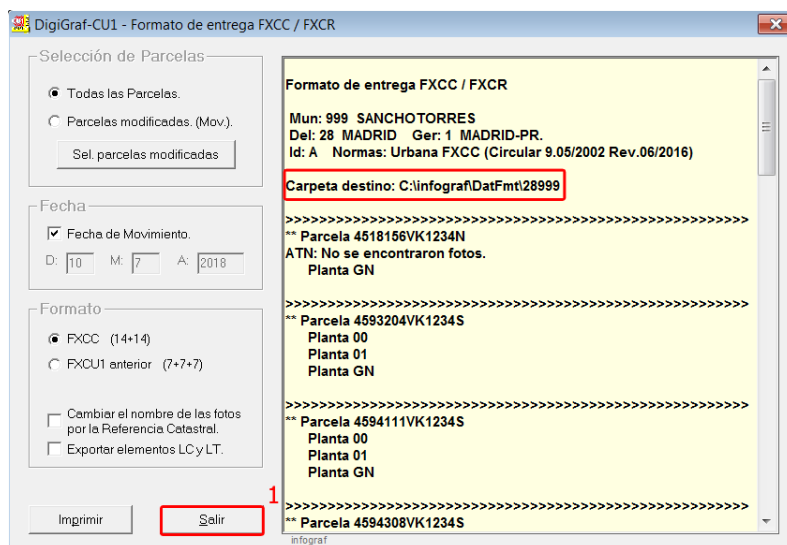 DigiGraf-CU1 - Formato de entrega FXCC / FXCR
Selección de Parcelas
Todas las Parcelas.
Parcelas modificadas. (Mov.).
Sel. parcelas modificadas
Fecha
Fecha de Movimiento.
D: 10 M: 7 A: 2018
Formato
FXCC (14+14)
FXCU1 anterior (7+7+7)
Cambiar el nombre de las fotos
por la Referencia Catastral.
Exportar elementos LC y LT.
Imprimir
Salir
1
Formato de entrega FXCC / FXCR
Mun: 999 SANCHOTORRES
Del: 28 MADRID Ger: 1 MADRID-PR.
Id: A Normas: Urbana FXCC (Circular 9.05/2002 Rev.06/2016)
Carpeta destino: C:\infograf\DatFmt\28999
>>>>>>>>>>>>>>>>>>>>>>>>>>>>>>>>>>>>>>>>>>>>>>>>>>>>>>>
** Parcela 4518156VK1234N
ATN: No se encontraron fotos.
Planta GN
>>>>>>>>>>>>>>>>>>>>>>>>>>>>>>>>>>>>>>>>>>>>>>>>>>>>>>>
** Parcela 4593204VK1234S
Planta 00
Planta 01
Planta GN
>>>>>>>>>>>>>>>>>>>>>>>>>>>>>>>>>>>>>>>>>>>>>>>>>>>>>>>
** Parcela 4594111VK1234S
Planta 00
Planta 01
Planta GN
>>>>>>>>>>>>>>>>>>>>>>>>>>>>>>>>>>>>>>>>>>>>>>>>>>>>>>>
** Parcela 4594308VK1234S
infograf